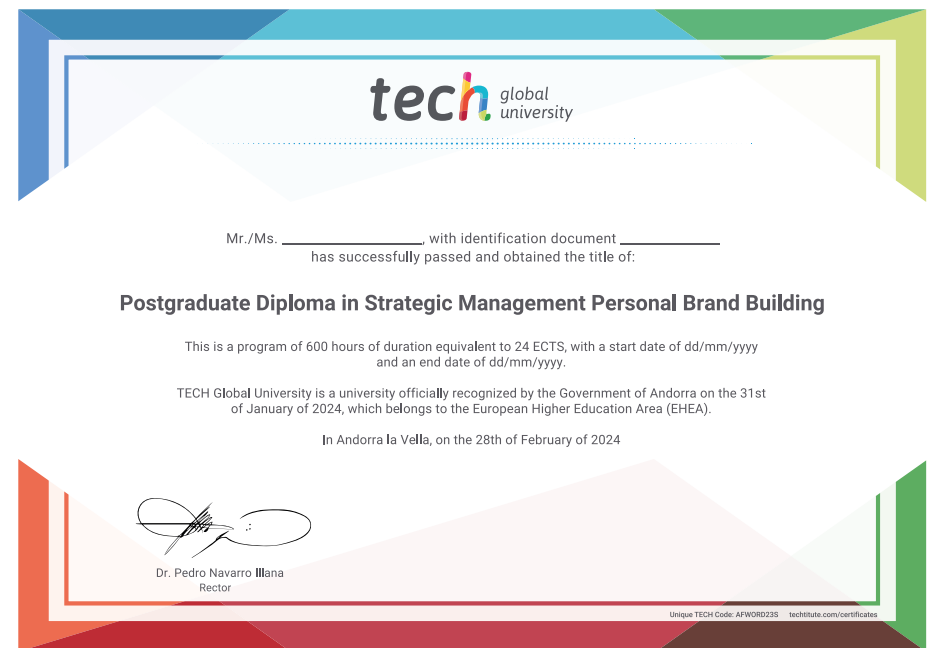 tech global university
Mr./Ms. ____________________, with identification document ______________
has successfully passed and obtained the title of:
Postgraduate Diploma in Strategic Management Personal Brand Building
This is a program of 600 hours of duration equivalent to 24 ECTS, with a start date of dd/mm/yyyy
and an end date of dd/mm/yyyy.
TECH Global University is a university officially recognized by the Government of Andorra on the 31st
of January of 2024, which belongs to the European Higher Education Area (EHEA).
In Andorra la Vella, on the 28th of February of 2024
Dr. Pedro Navarro Illana
Rector
Unique TECH Code: AFWORD23S techtitute.com/certificates